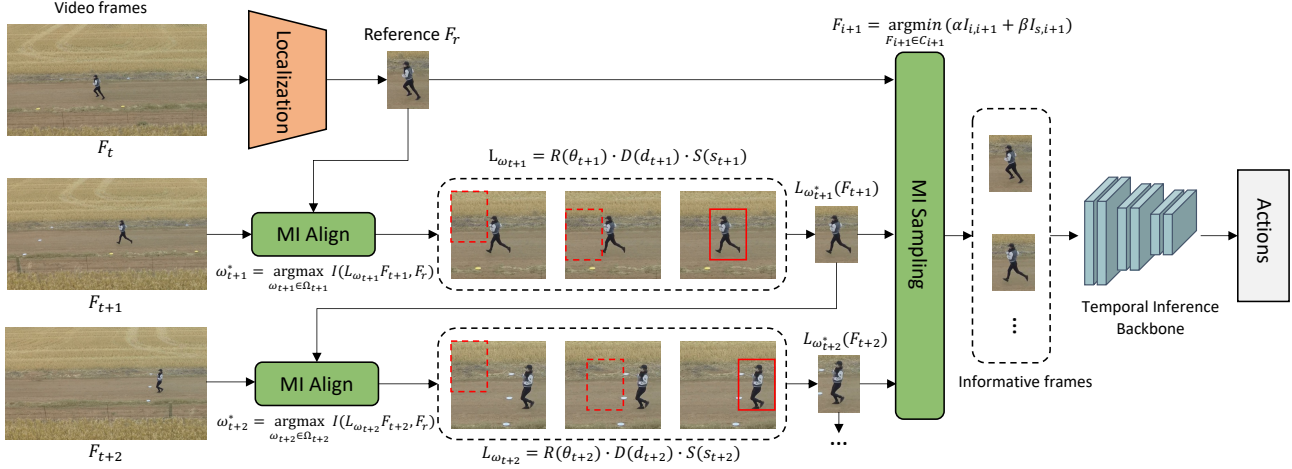 Video frames
Localization
Reference F_r
F_{i+1} = argmin (αI_{i,i+1} + βI_{s,i+1})
F_{i+1}∈C_{i+1}
F_t
L_{ω_{t+1}} = R(θ_{t+1}) · D(d_{t+1}) · S(s_{t+1})
L_{ω*_{t+1}}(F_{t+1})
MI Align
ω*_{t+1} = argmax I(L_{ω_{t+1}}F_{t+1}, F_r)
ω_{t+1}∈Ω_{t+1}
F_{t+1}
MI Sampling
Actions
Temporal Inference
Backbone
...
L_{ω*_{t+2}}(F_{t+2})
MI Align
Informative frames
ω*_{t+2} = argmax I(L_{ω_{t+2}}F_{t+2}, F_r)
ω_{t+2}∈Ω_{t+2}
...
F_{t+2}
L_{ω_{t+2}} = R(θ_{t+2}) · D(d_{t+2}) · S(s_{t+2})